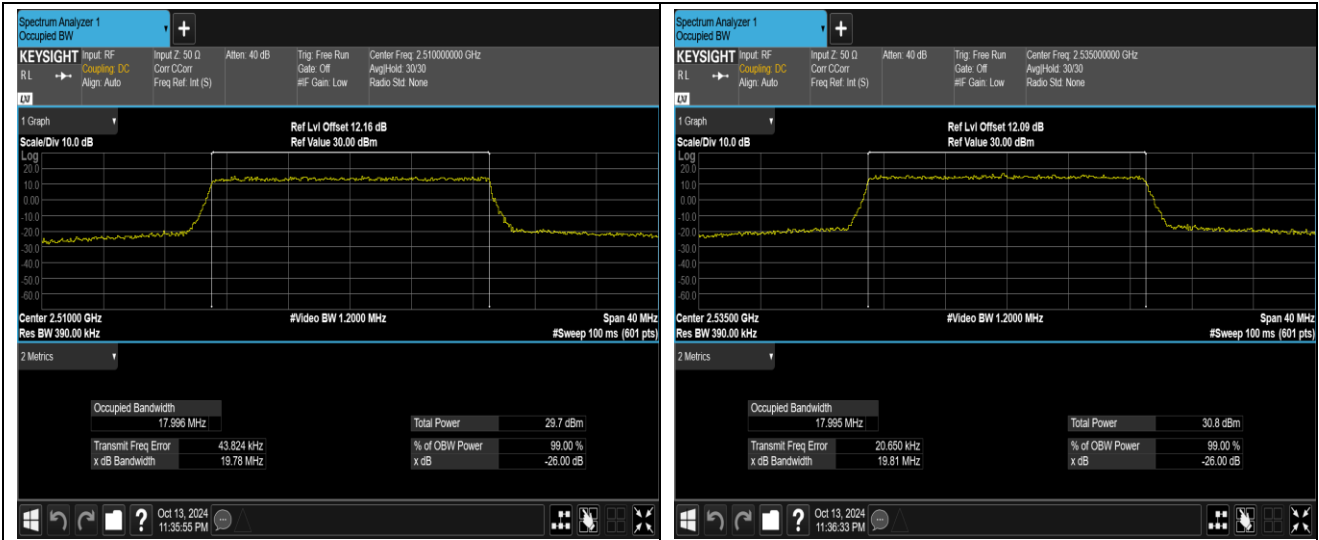 Spectrum Analyzer 1
Occupied BW
+
KEYSIGHT Input: RF Input Z: 50 Ω Atten: 40 dB Trig: Free Run Center Freq: 2.510000000 GHz
RL Coupling: DC Corr CCorr Gate: Off Avg|Hold: 30/30
Align: Auto Freq Ref: Int (S) #IF Gain: Low Radio Std: None
LXI
1 Graph
Ref Lvl Offset 12.16 dB
Scale/Div 10.0 dB Ref Value 30.00 dBm
Log
20.0
10.0
0.00
-10.0
-20.0
-30.0
-40.0
-50.0
-60.0
Center 2.51000 GHz #Video BW 1.2000 MHz Span 40 MHz
Res BW 390.00 kHz #Sweep 100 ms (601 pts)
2 Metrics
Occupied Bandwidth
17.996 MHz Total Power 29.7 dBm
Transmit Freq Error 43.824 kHz % of OBW Power 99.00 %
x dB Bandwidth 19.78 MHz x dB -26.00 dB
? Oct 13, 2024
11:35:55 PM
Spectrum Analyzer 1
Occupied BW
+
KEYSIGHT Input: RF Input Z: 50 Ω Atten: 40 dB Trig: Free Run Center Freq: 2.535000000 GHz
RL Coupling: DC Corr CCorr Gate: Off Avg|Hold: 30/30
Align: Auto Freq Ref: Int (S) #IF Gain: Low Radio Std: None
LXI
1 Graph
Ref Lvl Offset 12.09 dB
Scale/Div 10.0 dB Ref Value 30.00 dBm
Log
20.0
10.0
0.00
-10.0
-20.0
-30.0
-40.0
-50.0
-60.0
Center 2.53500 GHz #Video BW 1.2000 MHz Span 40 MHz
Res BW 390.00 kHz #Sweep 100 ms (601 pts)
2 Metrics
Occupied Bandwidth
17.995 MHz Total Power 30.8 dBm
Transmit Freq Error 20.650 kHz % of OBW Power 99.00 %
x dB Bandwidth 19.81 MHz x dB -26.00 dB
? Oct 13, 2024
11:36:33 PM